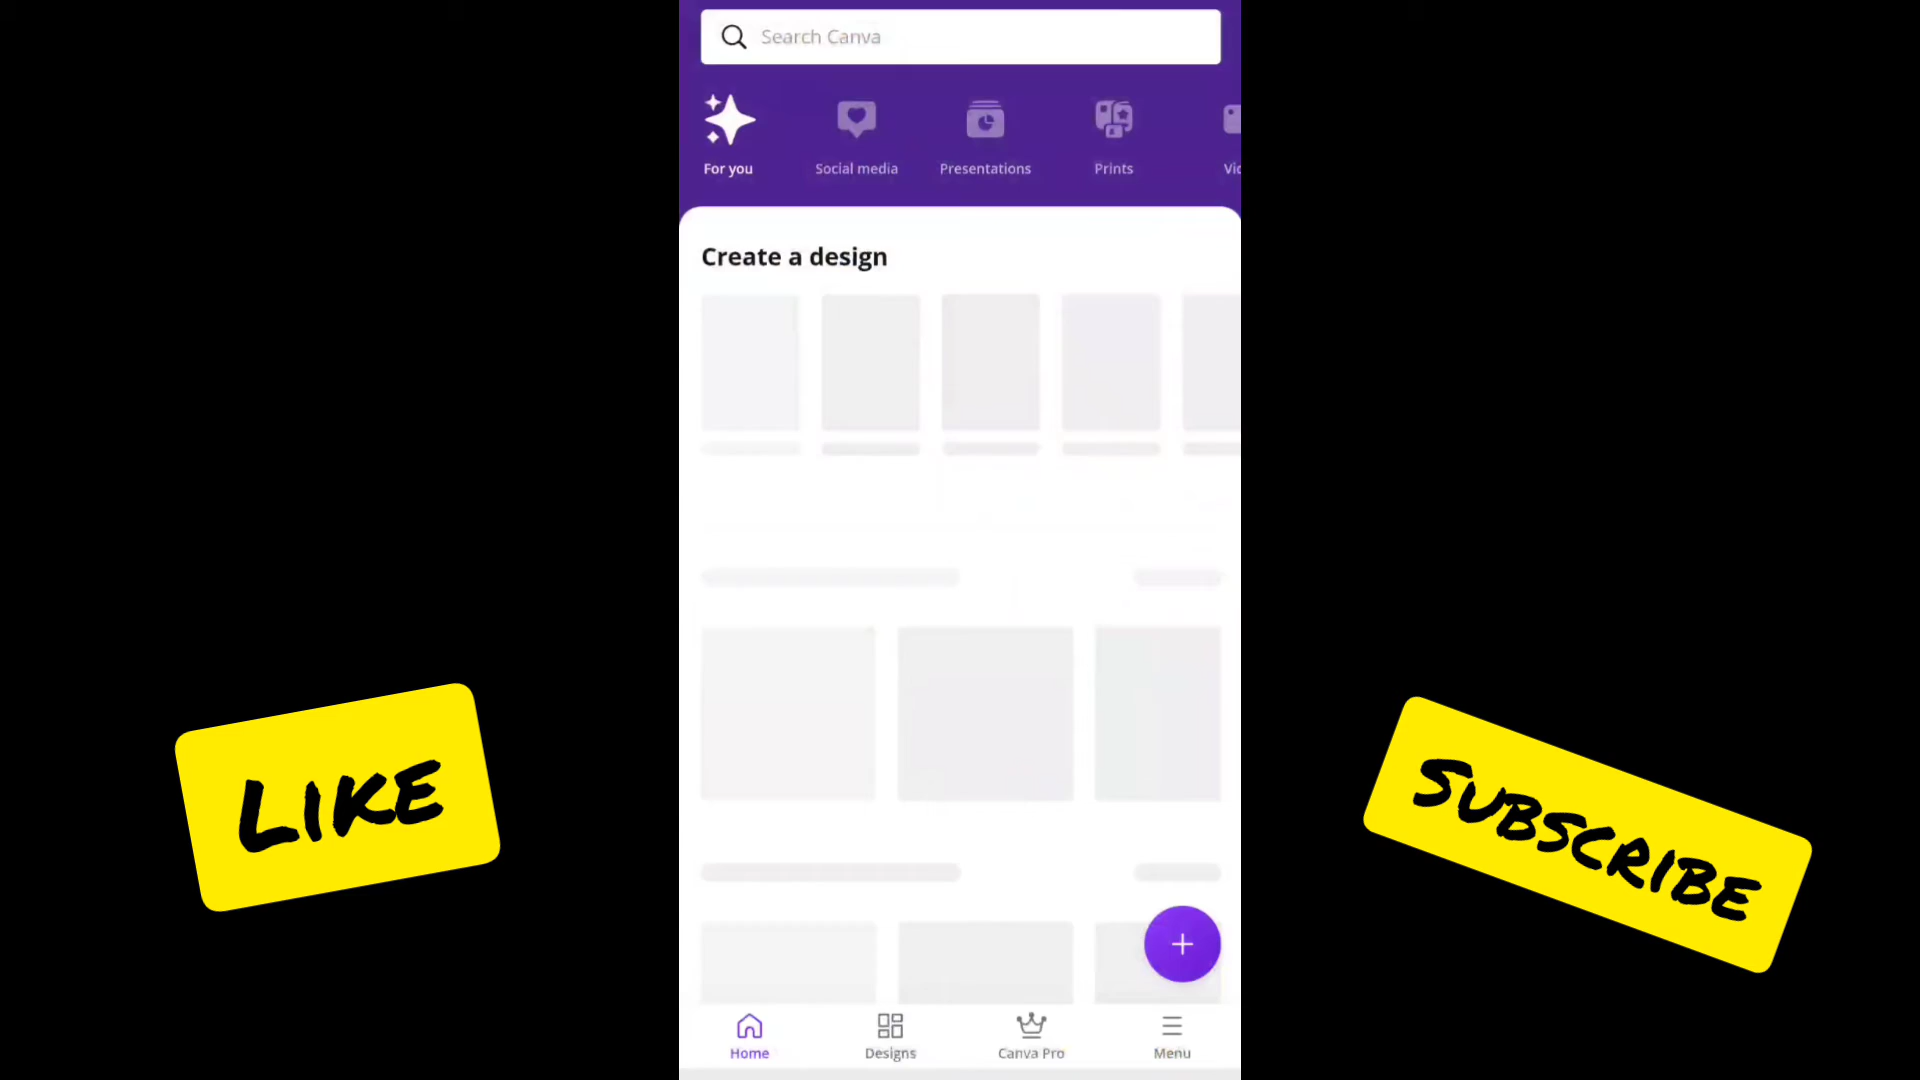 Search Canva
For you
Social media
Presentations
Prints
Create a design
LIKE
SUBSCRIBE
Home
Designs
Canva Pro
Menu